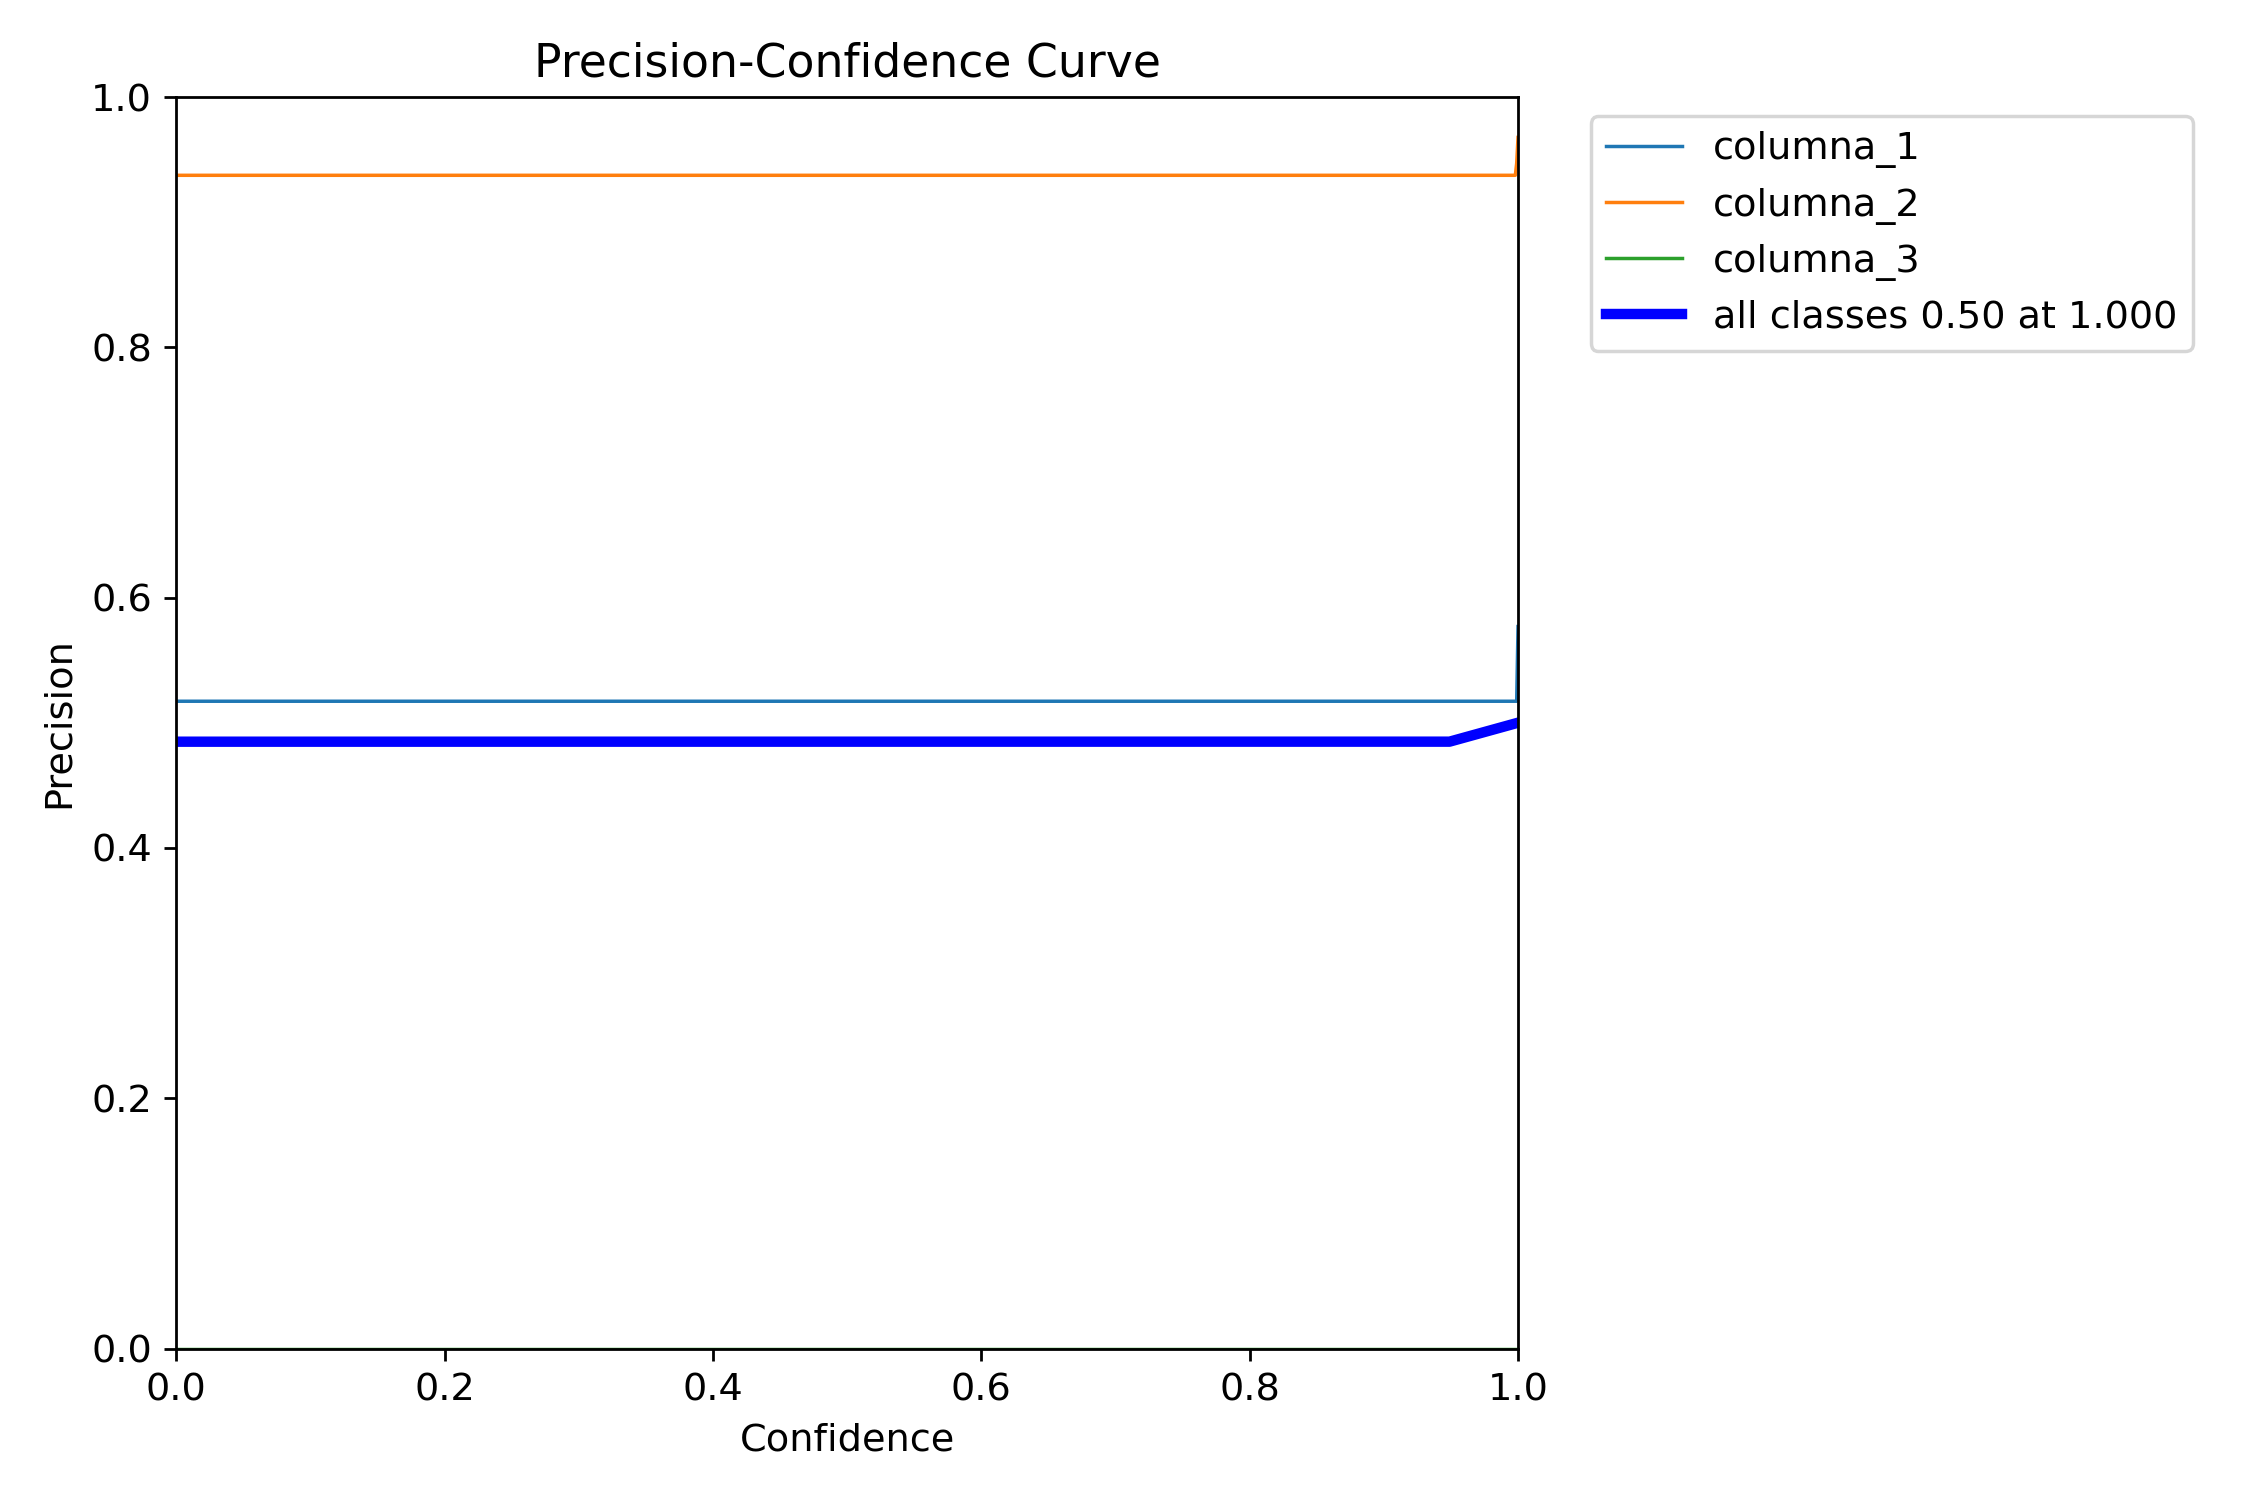 Precision-Confidence Curve
1.0
0.8
0.6
0.4
0.2
0.0
Precision
0.0 0.2 0.4 0.6 0.8 1.0
Confidence
columna_1
columna_2
columna_3
all classes 0.50 at 1.000